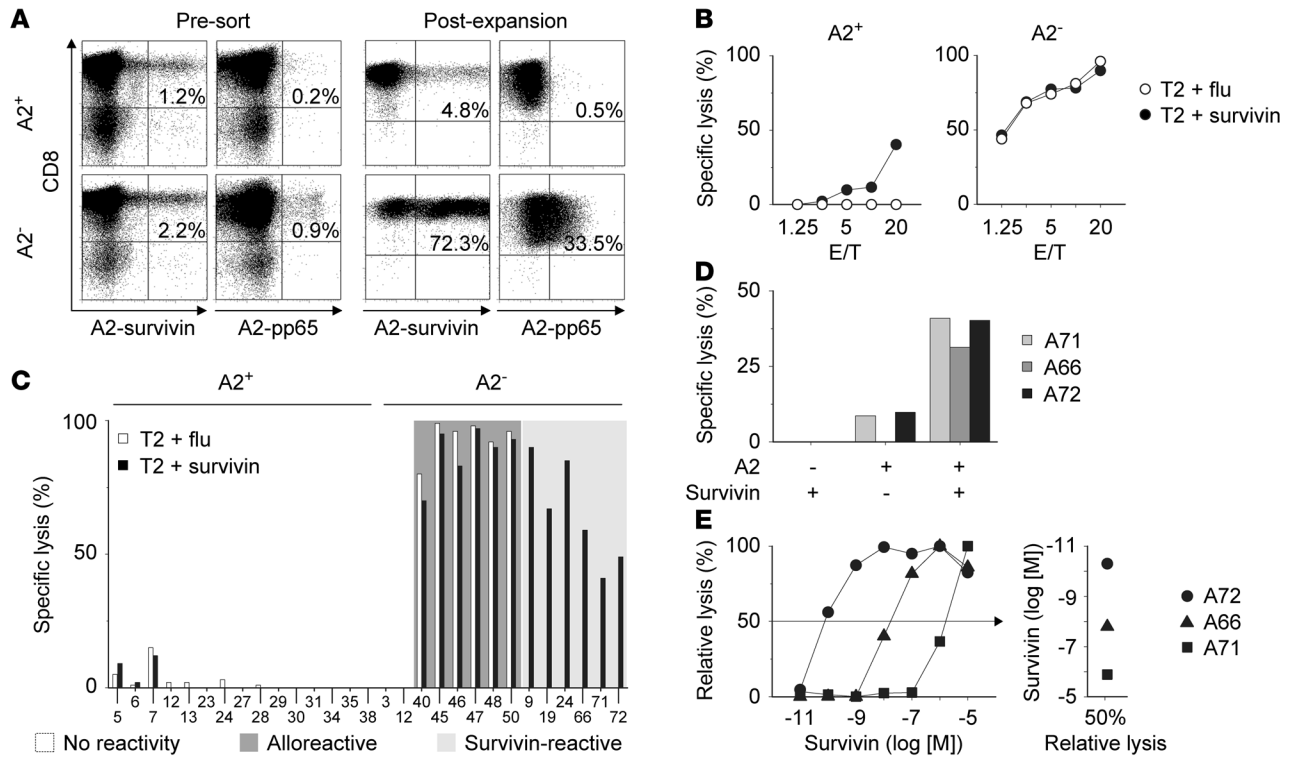 A
Pre-sort
Post-expansion
CD8
A2+
1.2%
0.2%
4.8%
0.5%
A2-
2.2%
0.9%
72.3%
33.5%
A2-survivin
A2-pp65
A2-survivin
A2-pp65
B
A2+
A2-
Specific lysis (%)
100
50
0
1.25 5 20
E/T
100
50
0
1.25 5 20
E/T
T2 + flu
T2 + survivin
C
A2+
A2-
Specific lysis (%)
100
50
0
T2 + flu
T2 + survivin
6 12 23 27 29 31 35 3 40 46 48 9 24 71
5 7 13 24 28 30 34 38 12 45 47 50 19 66 72
No reactivity
Alloreactive
Survivin-reactive
D
Specific lysis (%)
50
25
0
A2 - + +
Survivin + - +
A71
A66
A72
E
Relative lysis (%)
100
50
0
-11 -9 -7 -5
Survivin (log [M])
Survivin (log [M])
-11
-9
-7
-5
50%
Relative lysis
A72
A66
A71